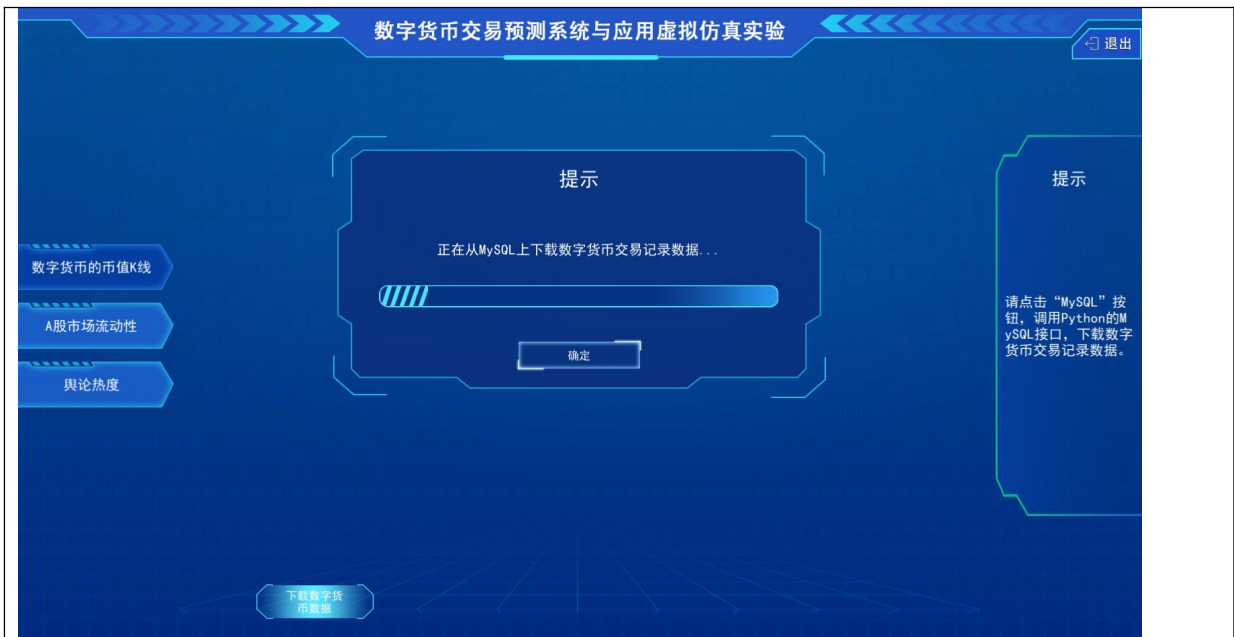 数字货币交易预测系统与应用虚拟仿真实验
退出
提示
正在从MySQL上下载数字货币交易记录数据...
确定
数字货币的币值K线
A股市场流动性
舆论热度
提示
请点击“MySQL”按
钮，调用Python的M
ySQL接口，下载数字
货币交易记录数据。
下载数字货
币数据